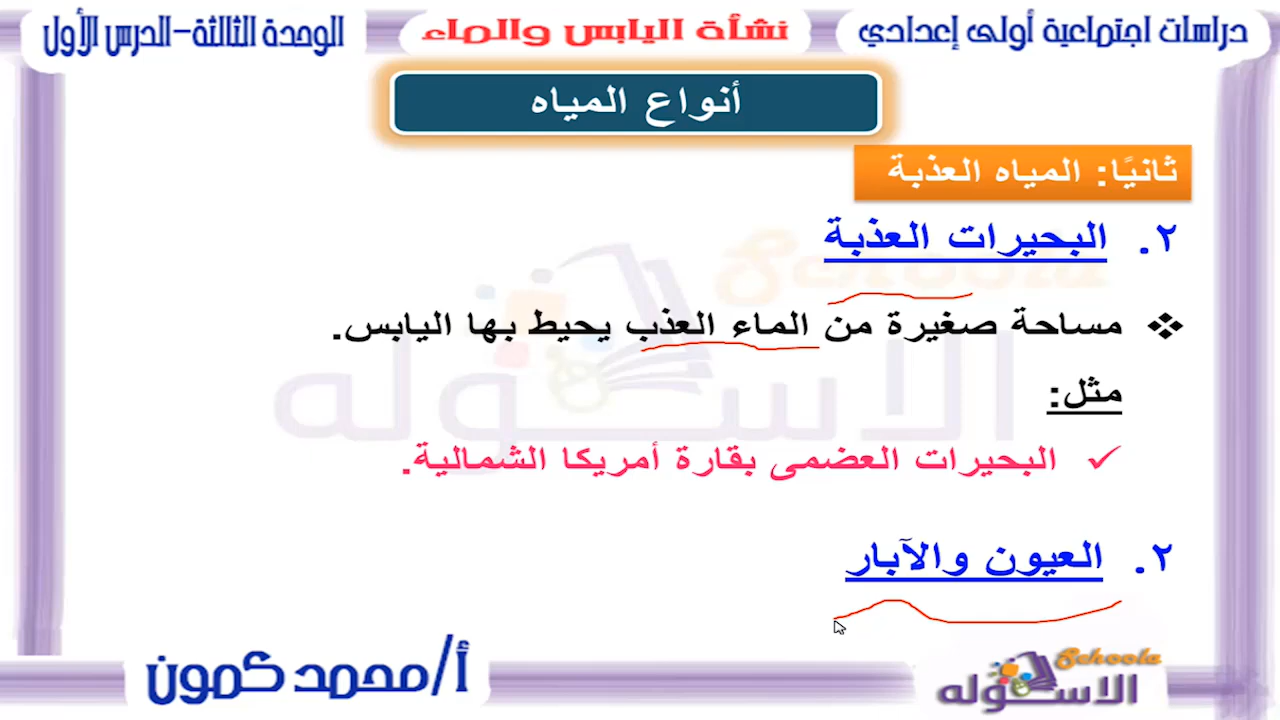 دراسات اجتماعية أولى إعدادي
نشأة اليابس والماء
الوحدة الثالثة-الدرس الأول
أنواع المياه
ثانيًا: المياه العذبة
٢. البحيرات العذبة
❖ مساحة صغيرة من الماء العذب يحيط بها اليابس.
مثل:
✓ البحيرات العضمى بقارة أمريكا الشمالية.
٢. العيون والآبار
أ/محمد كمون
Schoola
الاسكوله